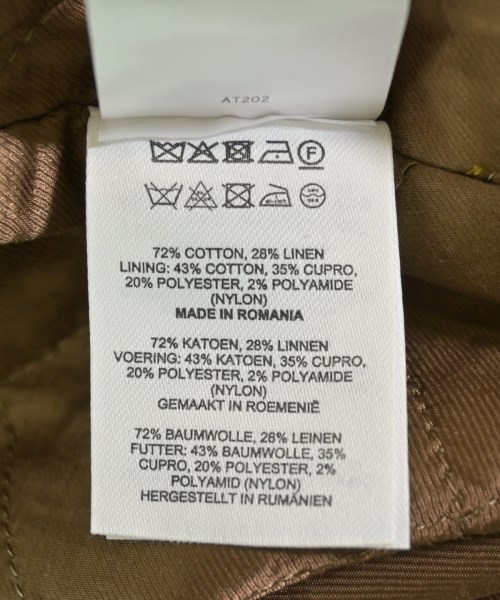 AT202
F
72% COTTON, 28% LINEN
LINING: 43% COTTON, 35% CUPRO,
20% POLYESTER, 2% POLYAMIDE
(NYLON)
MADE IN ROMANIA
72% KATOEN, 28% LINNEN
VOERING: 43% KATOEN, 35% CUPRO,
20% POLYESTER, 2% POLYAMIDE
(NYLON)
GEMAAKT IN ROEMENIË
72% BAUMWOLLE, 28% LEINEN
FUTTER: 43% BAUMWOLLE, 35%
CUPRO, 20% POLYESTER, 2%
POLYAMID (NYLON)
HERGESTELLT IN RUMÄNIEN